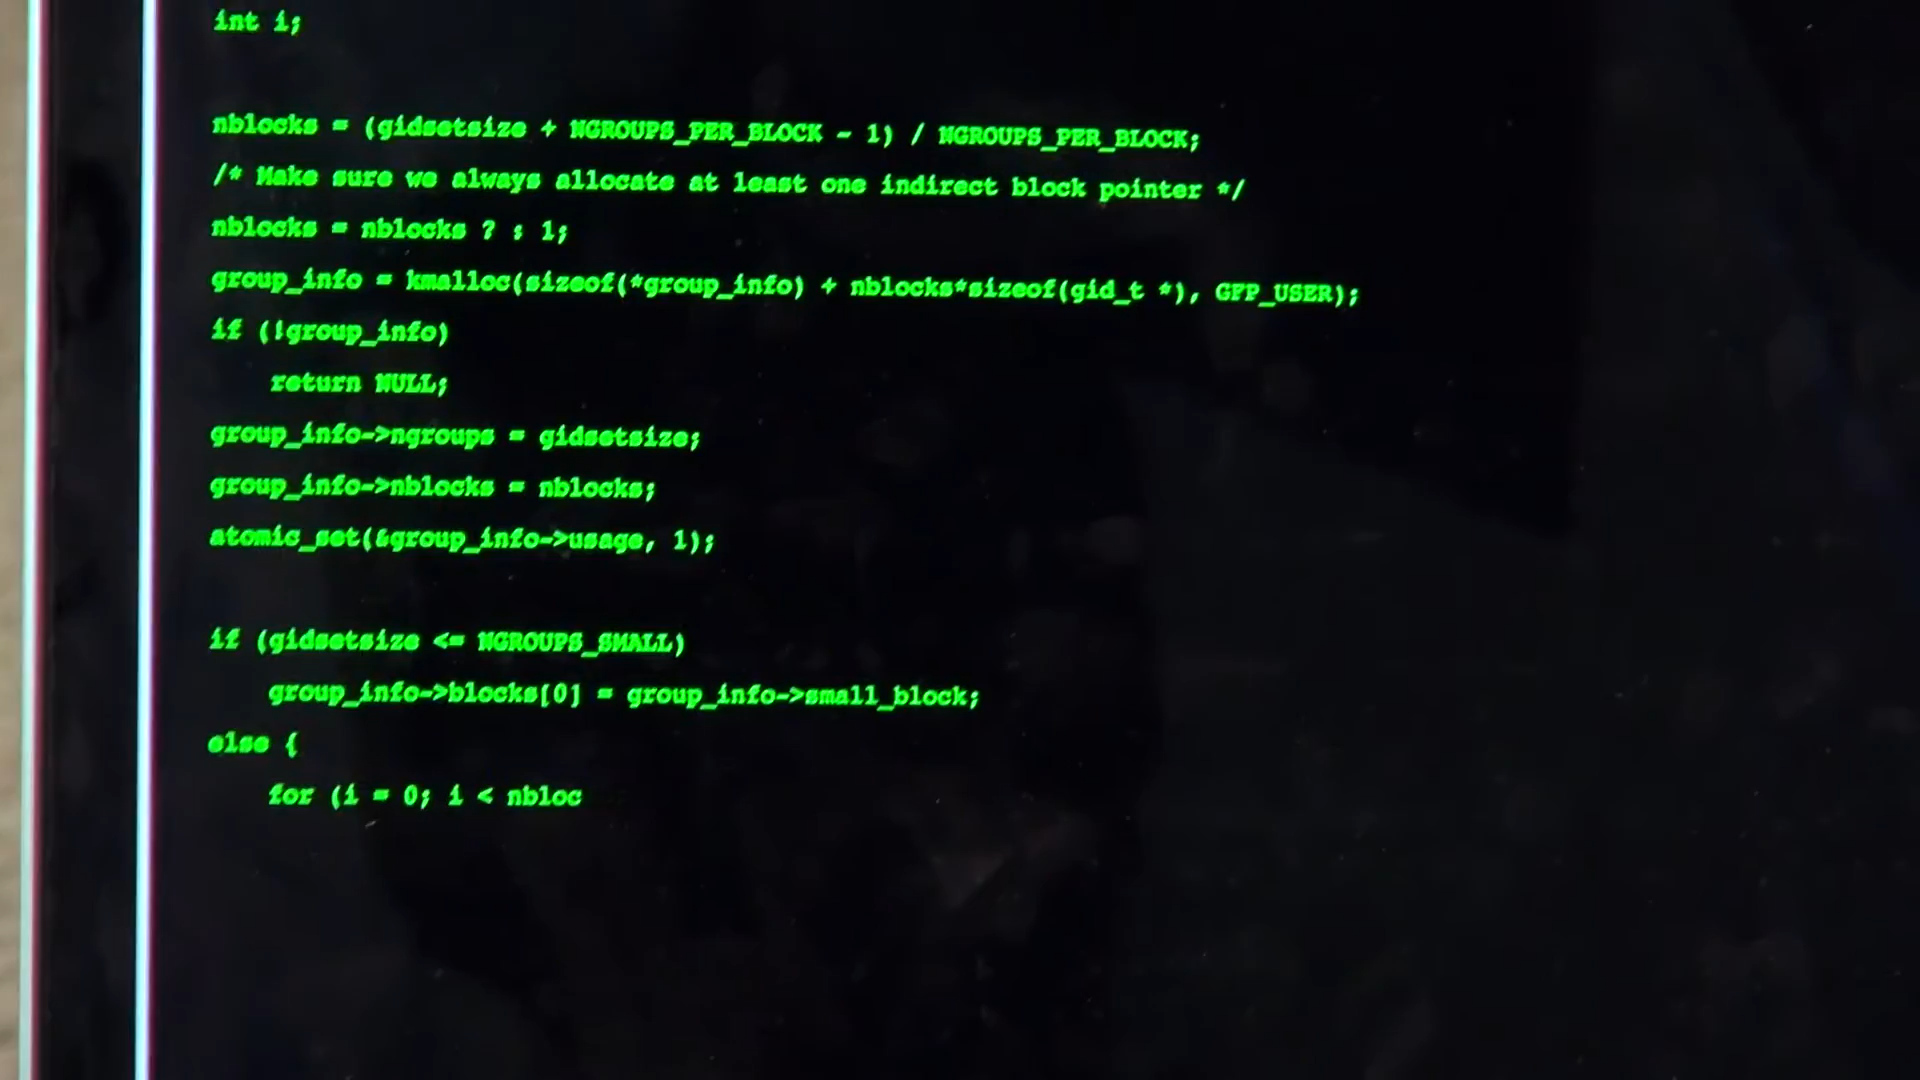 int i;
nblocks = (gidsetsize + NGROUPS_PER_BLOCK - 1) / NGROUPS_PER_BLOCK;
/* Make sure we always allocate at least one indirect block pointer */
nblocks = nblocks ? : 1;
group_info = kmalloc(sizeof(*group_info) + nblocks*sizeof(gid_t *), GFP_USER);
if (!group_info)
return NULL;
group_info->ngroups = gidsetsize;
group_info->nblocks = nblocks;
atomic_set(&group_info->usage, 1);
if (gidsetsize <= NGROUPS_SMALL)
group_info->blocks[0] = group_info->small_block;
else {
for (i = 0; i < nbloc